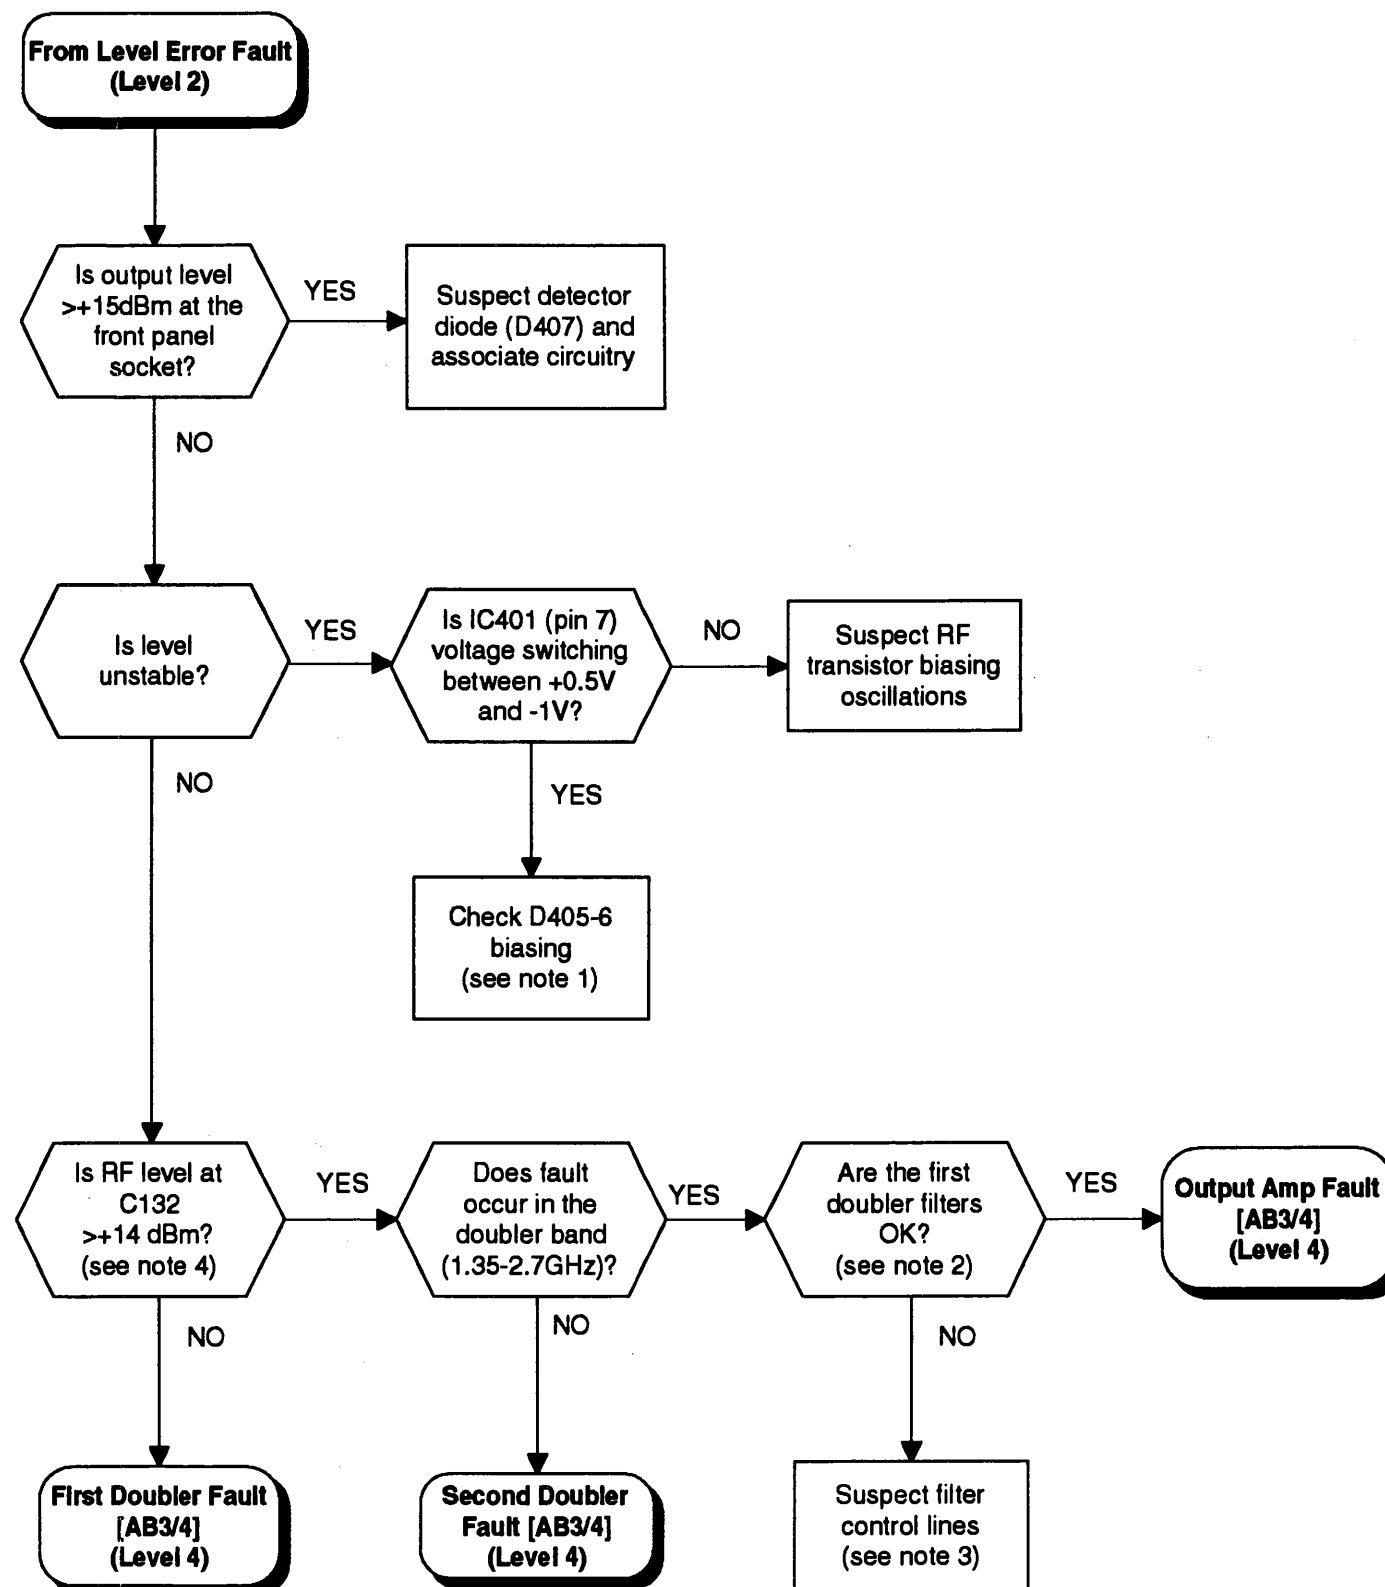 From Level Error Fault
(Level 2)
Is output level
>+15dBm at the
front panel
socket?
YES
Suspect detector
diode (D407) and
associate circuitry
NO
Is level
unstable?
YES
Is IC401 (pin 7)
voltage switching
between +0.5V
and -1V?
NO
Suspect RF
transistor biasing
oscillations
NO
YES
Check D405-6
biasing
(see note 1)
Is RF level at
C132
>+14 dBm?
(see note 4)
YES
Does fault
occur in the
doubler band
(1.35-2.7GHz)?
YES
Are the first
doubler filters
OK?
(see note 2)
YES
Output Amp Fault
[AB3/4]
(Level 4)
NO
NO
NO
First Doubler Fault
[AB3/4]
(Level 4)
Second Doubler
Fault [AB3/4]
(Level 4)
Suspect filter
control lines
(see note 3)